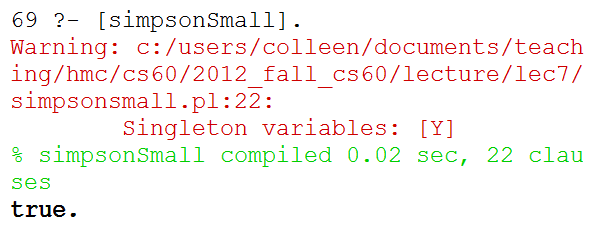 69 ?- [simpsonSmall].
Warning: c:/users/colleen/documents/teach
ing/hmc/cs60/2012_fall_cs60/lecture/lec7/
simpsonsmall.pl:22:
        Singleton variables: [Y]
% simpsonSmall compiled 0.02 sec, 22 clau
ses
true.